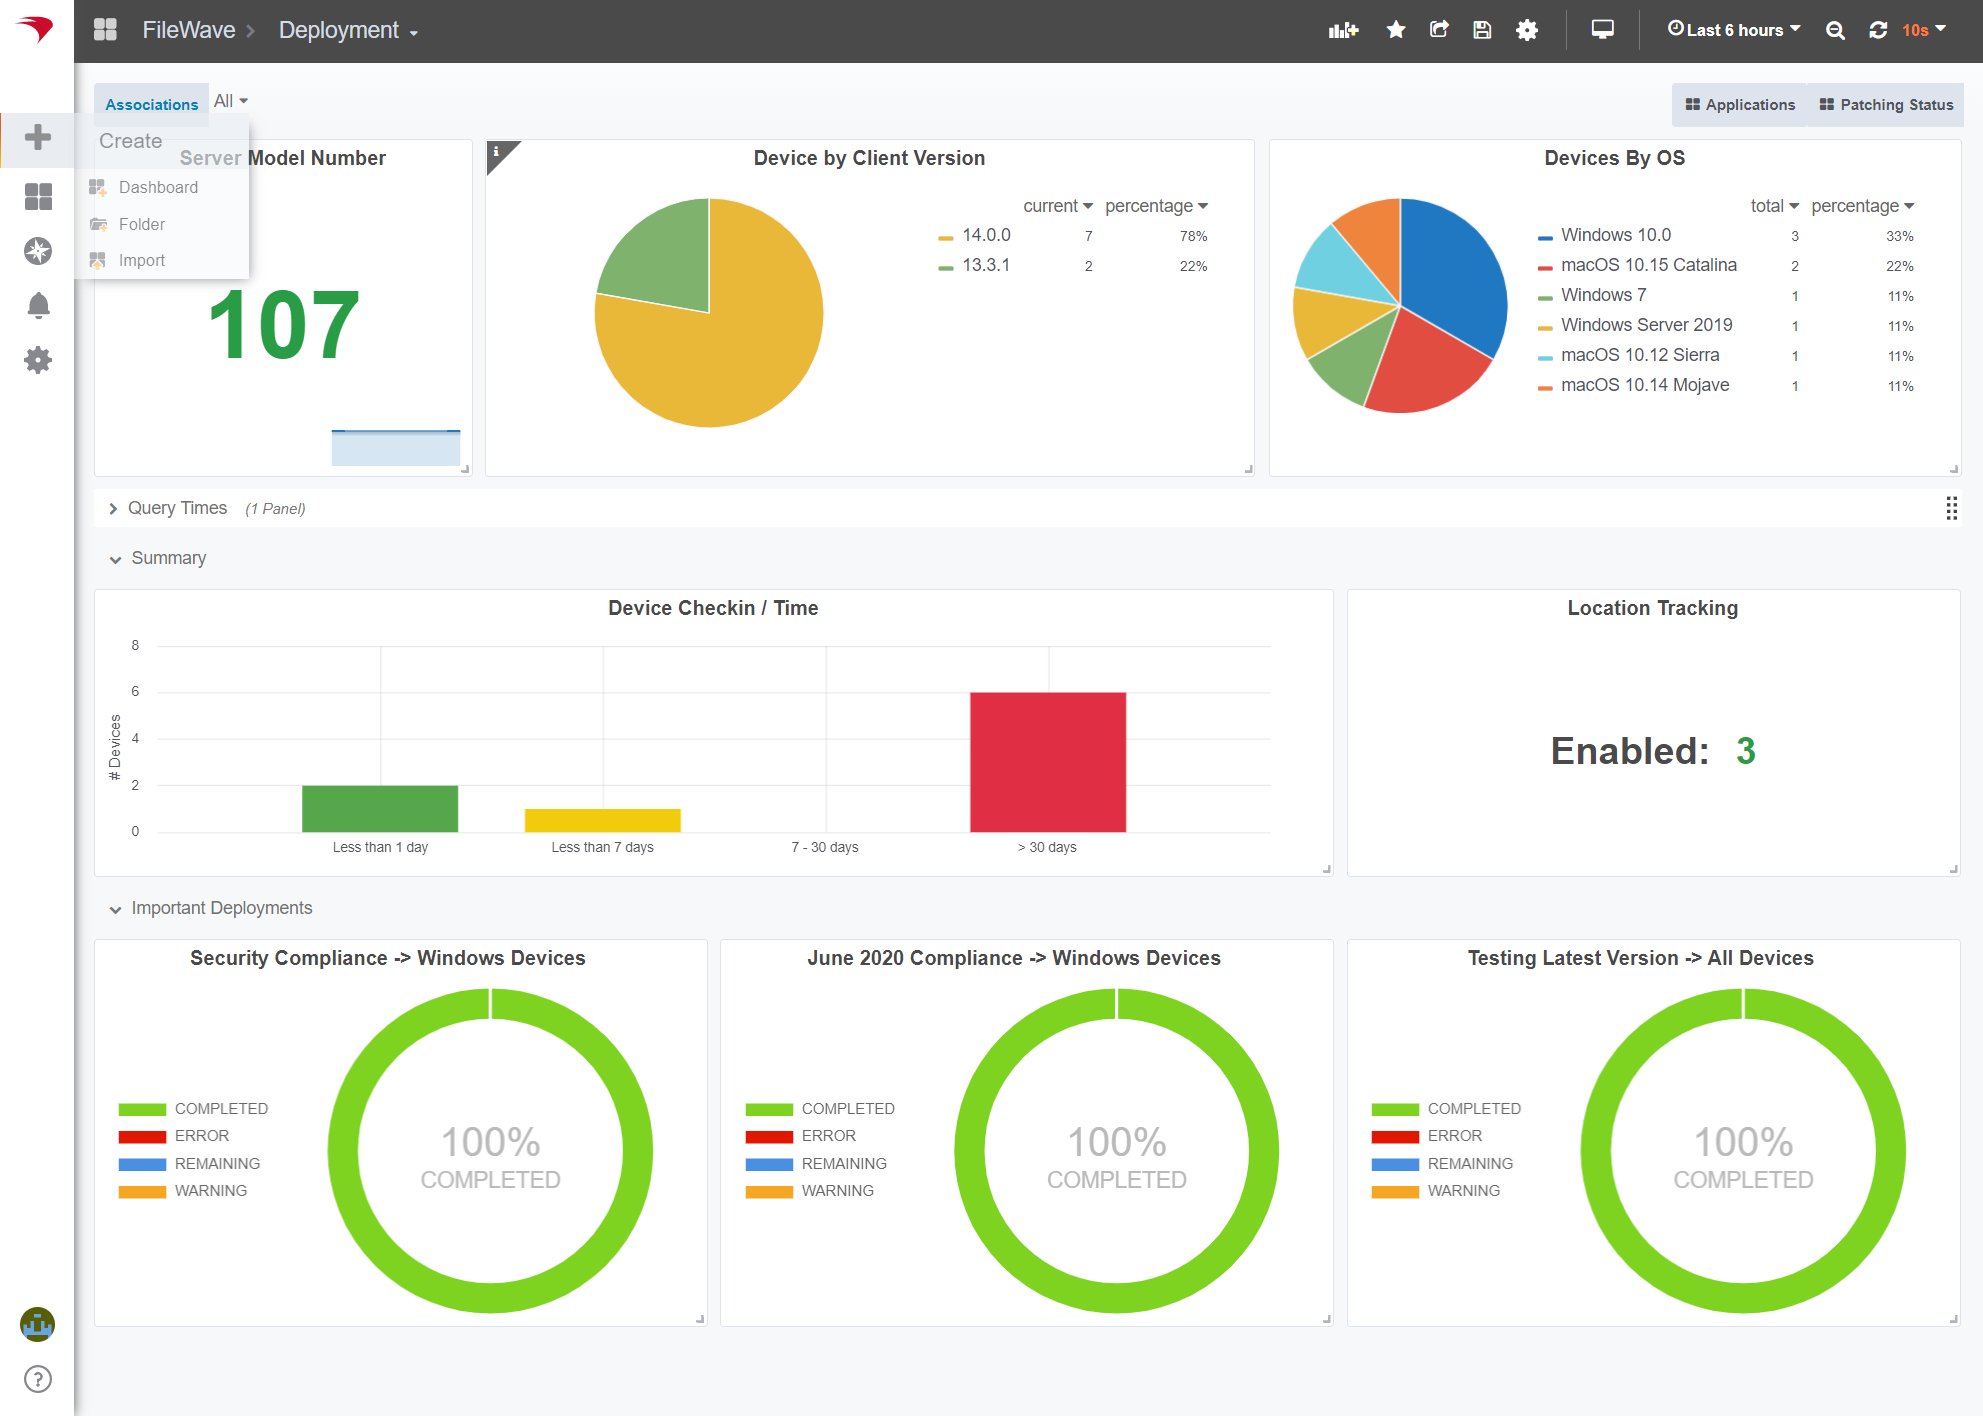 FileWave > Deployment
Last 6 hours
10s
Associations
All
Applications
Patching Status
Create
Dashboard
Folder
Import
Server Model Number
107
i
Device by Client Version
current percentage
14.0.0 7 78%
13.3.1 2 22%
Devices By OS
total percentage
Windows 10.0 3 33%
macOS 10.15 Catalina 2 22%
Windows 7 1 11%
Windows Server 2019 1 11%
macOS 10.12 Sierra 1 11%
macOS 10.14 Mojave 1 11%
Query Times (1 Panel)
Summary
Device Checkin / Time
8
6
4
2
0
# Devices
Less than 1 day
Less than 7 days
7 - 30 days
> 30 days
Location Tracking
Enabled: 3
Important Deployments
Security Compliance -> Windows Devices
COMPLETED
ERROR
REMAINING
WARNING
100%
COMPLETED
June 2020 Compliance -> Windows Devices
COMPLETED
ERROR
REMAINING
WARNING
100%
COMPLETED
Testing Latest Version -> All Devices
COMPLETED
ERROR
REMAINING
WARNING
100%
COMPLETED
?